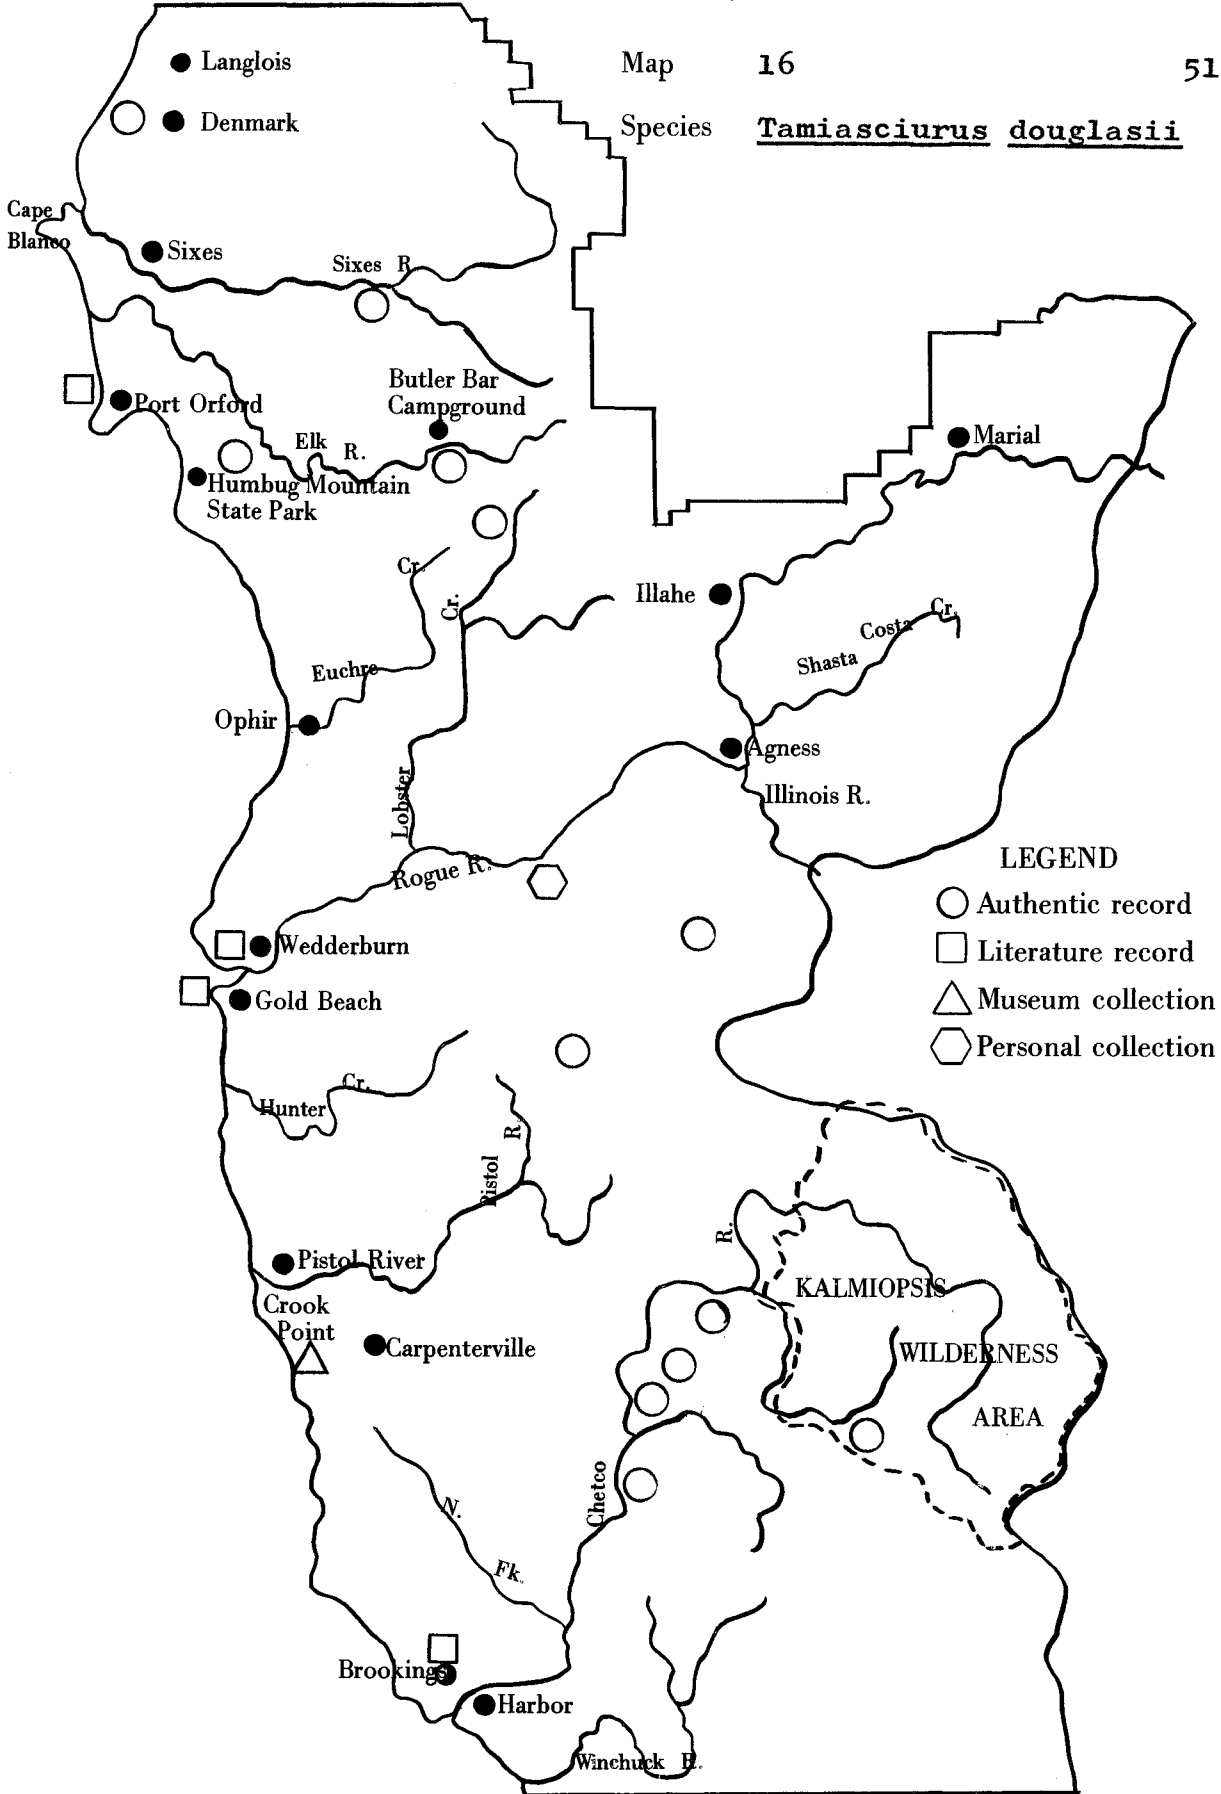 Map 16 51
Species Tamiasciurus douglasii
Langlois
Denmark
Cape
Blanco
Sixes
Sixes R.
Port Orford
Butler Bar
Campground
Elk R.
Humbug Mountain
State Park
Marial
Cr.
Euchre
Cr.
Lobster
Illahe
Shasta Costa Cr.
Ophir
Agness
Illinois R.
Rogue R.
LEGEND
Authentic record
Literature record
Museum collection
Personal collection
Wedderburn
Gold Beach
Hunter Cr.
Pistol R.
Pistol River
Crook
Point
Carpenterville
R.
KALMIOPSIS
WILDERNESS
AREA
Chetco
N. Fk.
Brookings
Harbor
Winchuck R.